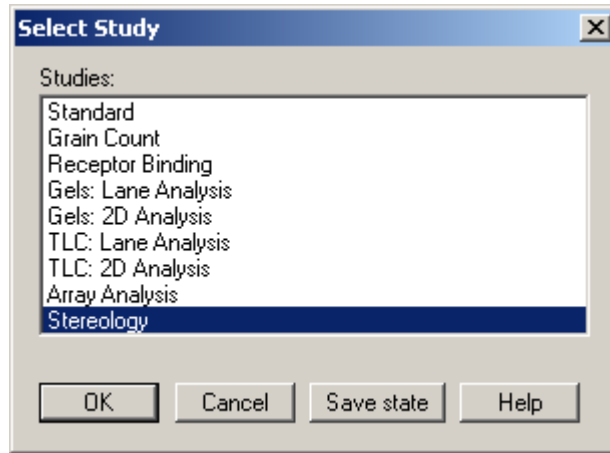 Select Study
Studies:
Standard
Grain Count
Receptor Binding
Gels: Lane Analysis
Gels: 2D Analysis
TLC: Lane Analysis
TLC: 2D Analysis
Array Analysis
Stereology
OK Cancel Save state Help